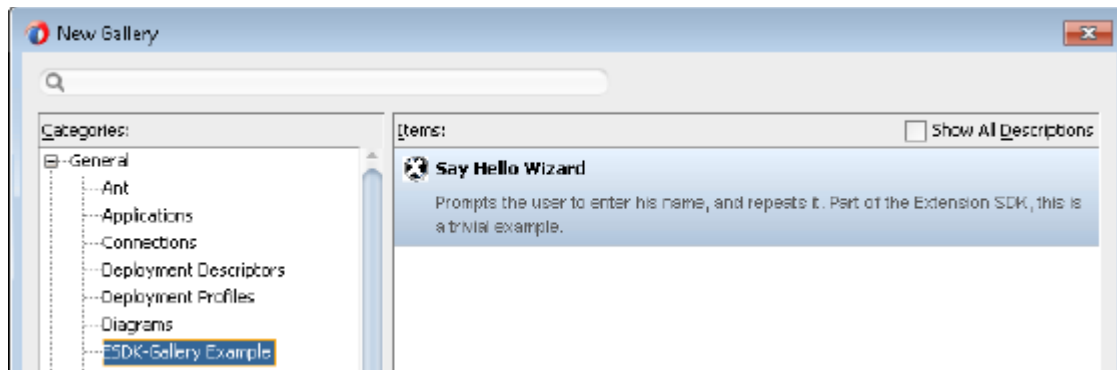 New Gallery
Categories:
General
Ant
Applications
Connections
Deployment Descriptors
Deployment Profiles
Diagrams
ESDK-Gallery Example
Items:
Show All Descriptions
Say Hello Wizard
Prompts the user to enter his name, and repeats it. Part of the Extension SDK, this is
a trivial example.